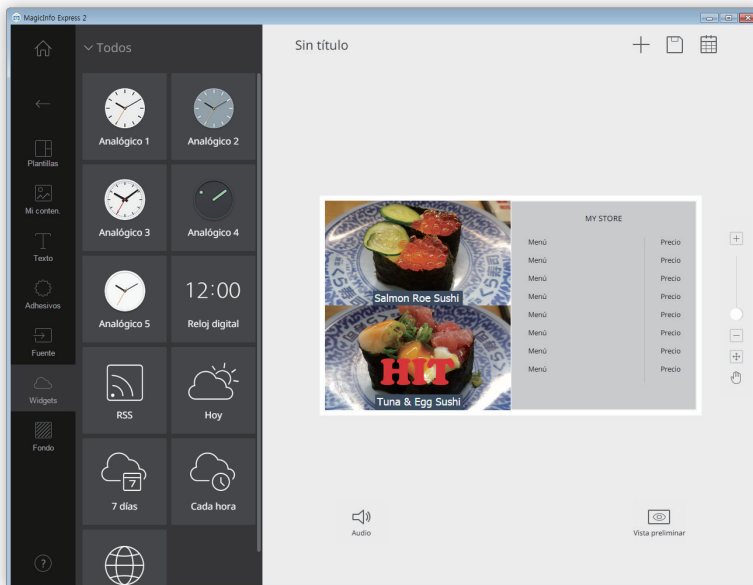 MagicInfo Express 2
Todos
Sin título
Plantillas
Mi conten.
Texto
Adhesivos
Fuente
Widgets
Fondo
?
Analógico 1
Analógico 2
Analógico 3
Analógico 4
Analógico 5
12:00
Reloj digital
RSS
Hoy
7
7 días
Cada hora
Salmon Roe Sushi
HIT
Tuna & Egg Sushi
MY STORE
Menú Precio
Menú Precio
Menú Precio
Menú Precio
Menú Precio
Menú Precio
Menú Precio
Menú Precio
Audio
Vista preliminar